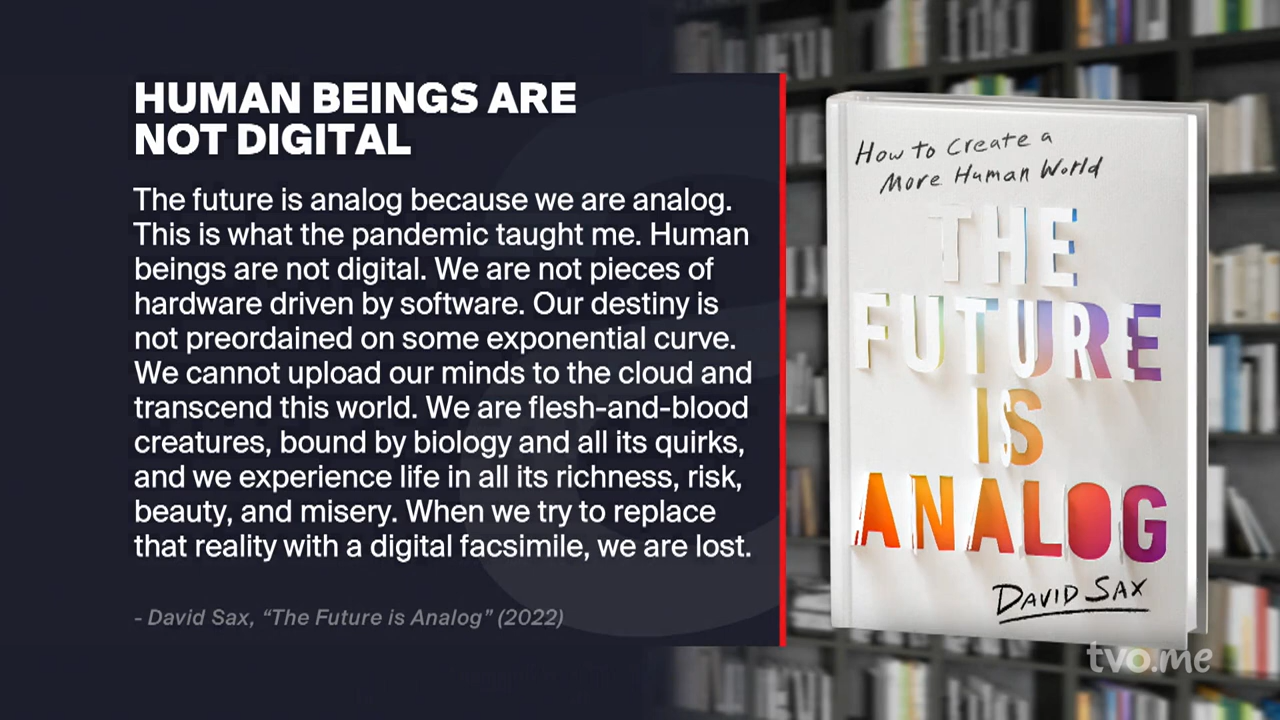 HUMAN BEINGS ARE
NOT DIGITAL
The future is analog because we are analog.
This is what the pandemic taught me. Human
beings are not digital. We are not pieces of
hardware driven by software. Our destiny is
not preordained on some exponential curve.
We cannot upload our minds to the cloud and
transcend this world. We are flesh-and-blood
creatures, bound by biology and all its quirks,
and we experience life in all its richness, risk,
beauty, and misery. When we try to replace
that reality with a digital facsimile, we are lost.
- David Sax, “The Future is Analog” (2022)
How to Create a
More Human World
THE
FUTURE
IS
ANALOG
DAVID SAX
tvo.me